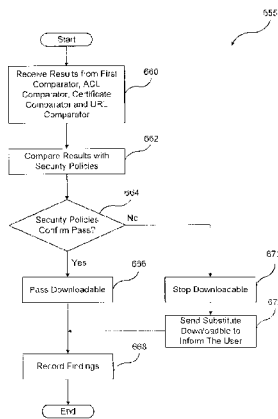 655
Start
Receive Results from First
Comparator, ACL
Comparator, Certificate
Comparator and URL
Comparator
660
Compare Results with
Security Policies
662
Security Policies
Confirm Pass?
664
No
Yes
Pass Downloadable
666
Stop Downloadable
Send Substitute
Downloadble to
Inform The User
Record Findings
668
End